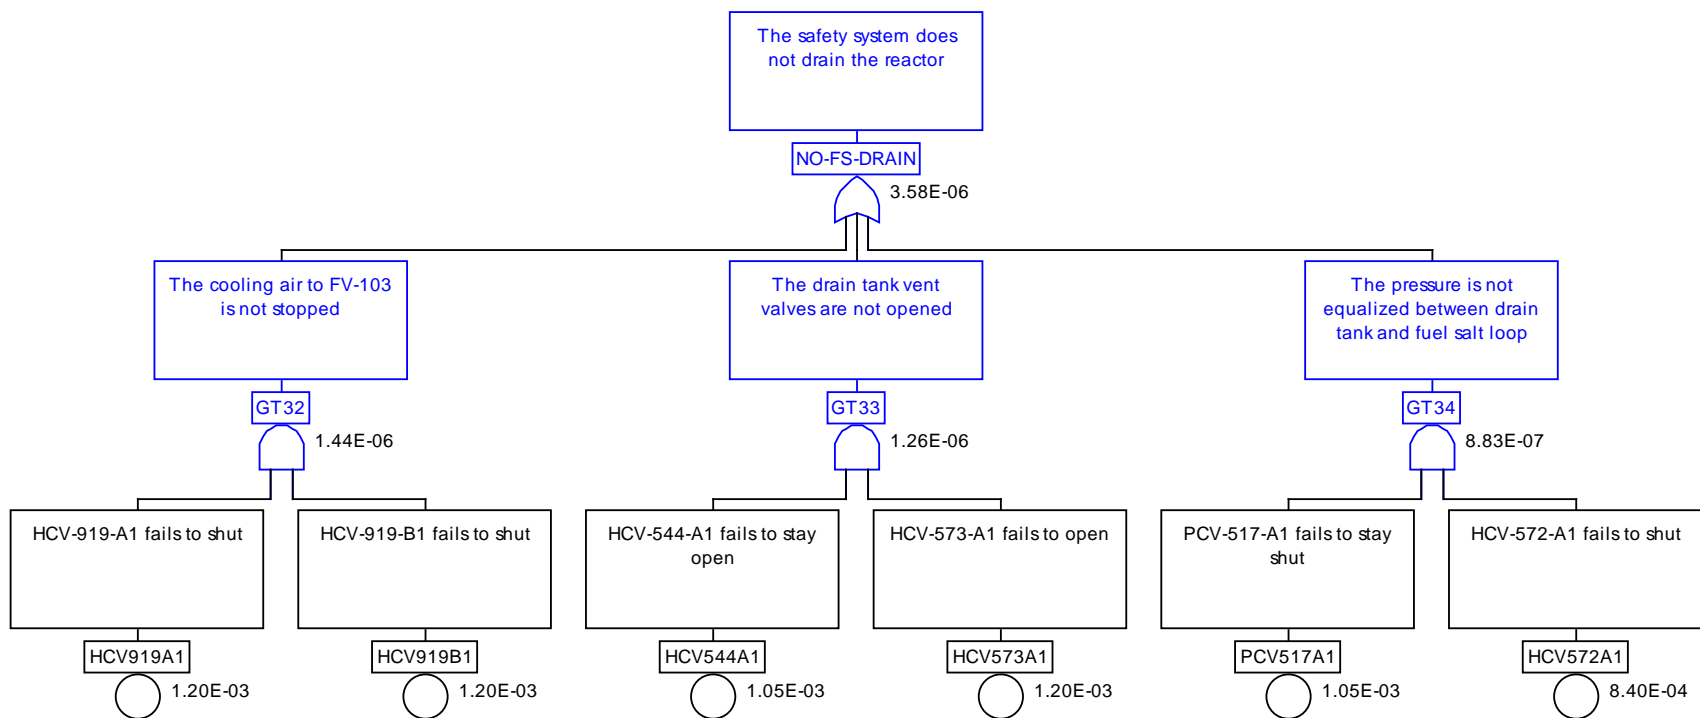 The safety system does
not drain the reactor
NO-FS-DRAIN
3.58E-06
The cooling air to FV-103
is not stopped
The drain tank vent
valves are not opened
The pressure is not
equalized between drain
tank and fuel salt loop
GT32
1.44E-06
GT33
1.26E-06
GT34
8.83E-07
HCV-919-A1 fails to shut
HCV-919-B1 fails to shut
HCV-544-A1 fails to stay
open
HCV-573-A1 fails to open
PCV-517-A1 fails to stay
shut
HCV-572-A1 fails to shut
HCV919A1
1.20E-03
HCV919B1
1.20E-03
HCV544A1
1.05E-03
HCV573A1
1.20E-03
PCV517A1
1.05E-03
HCV572A1
8.40E-04